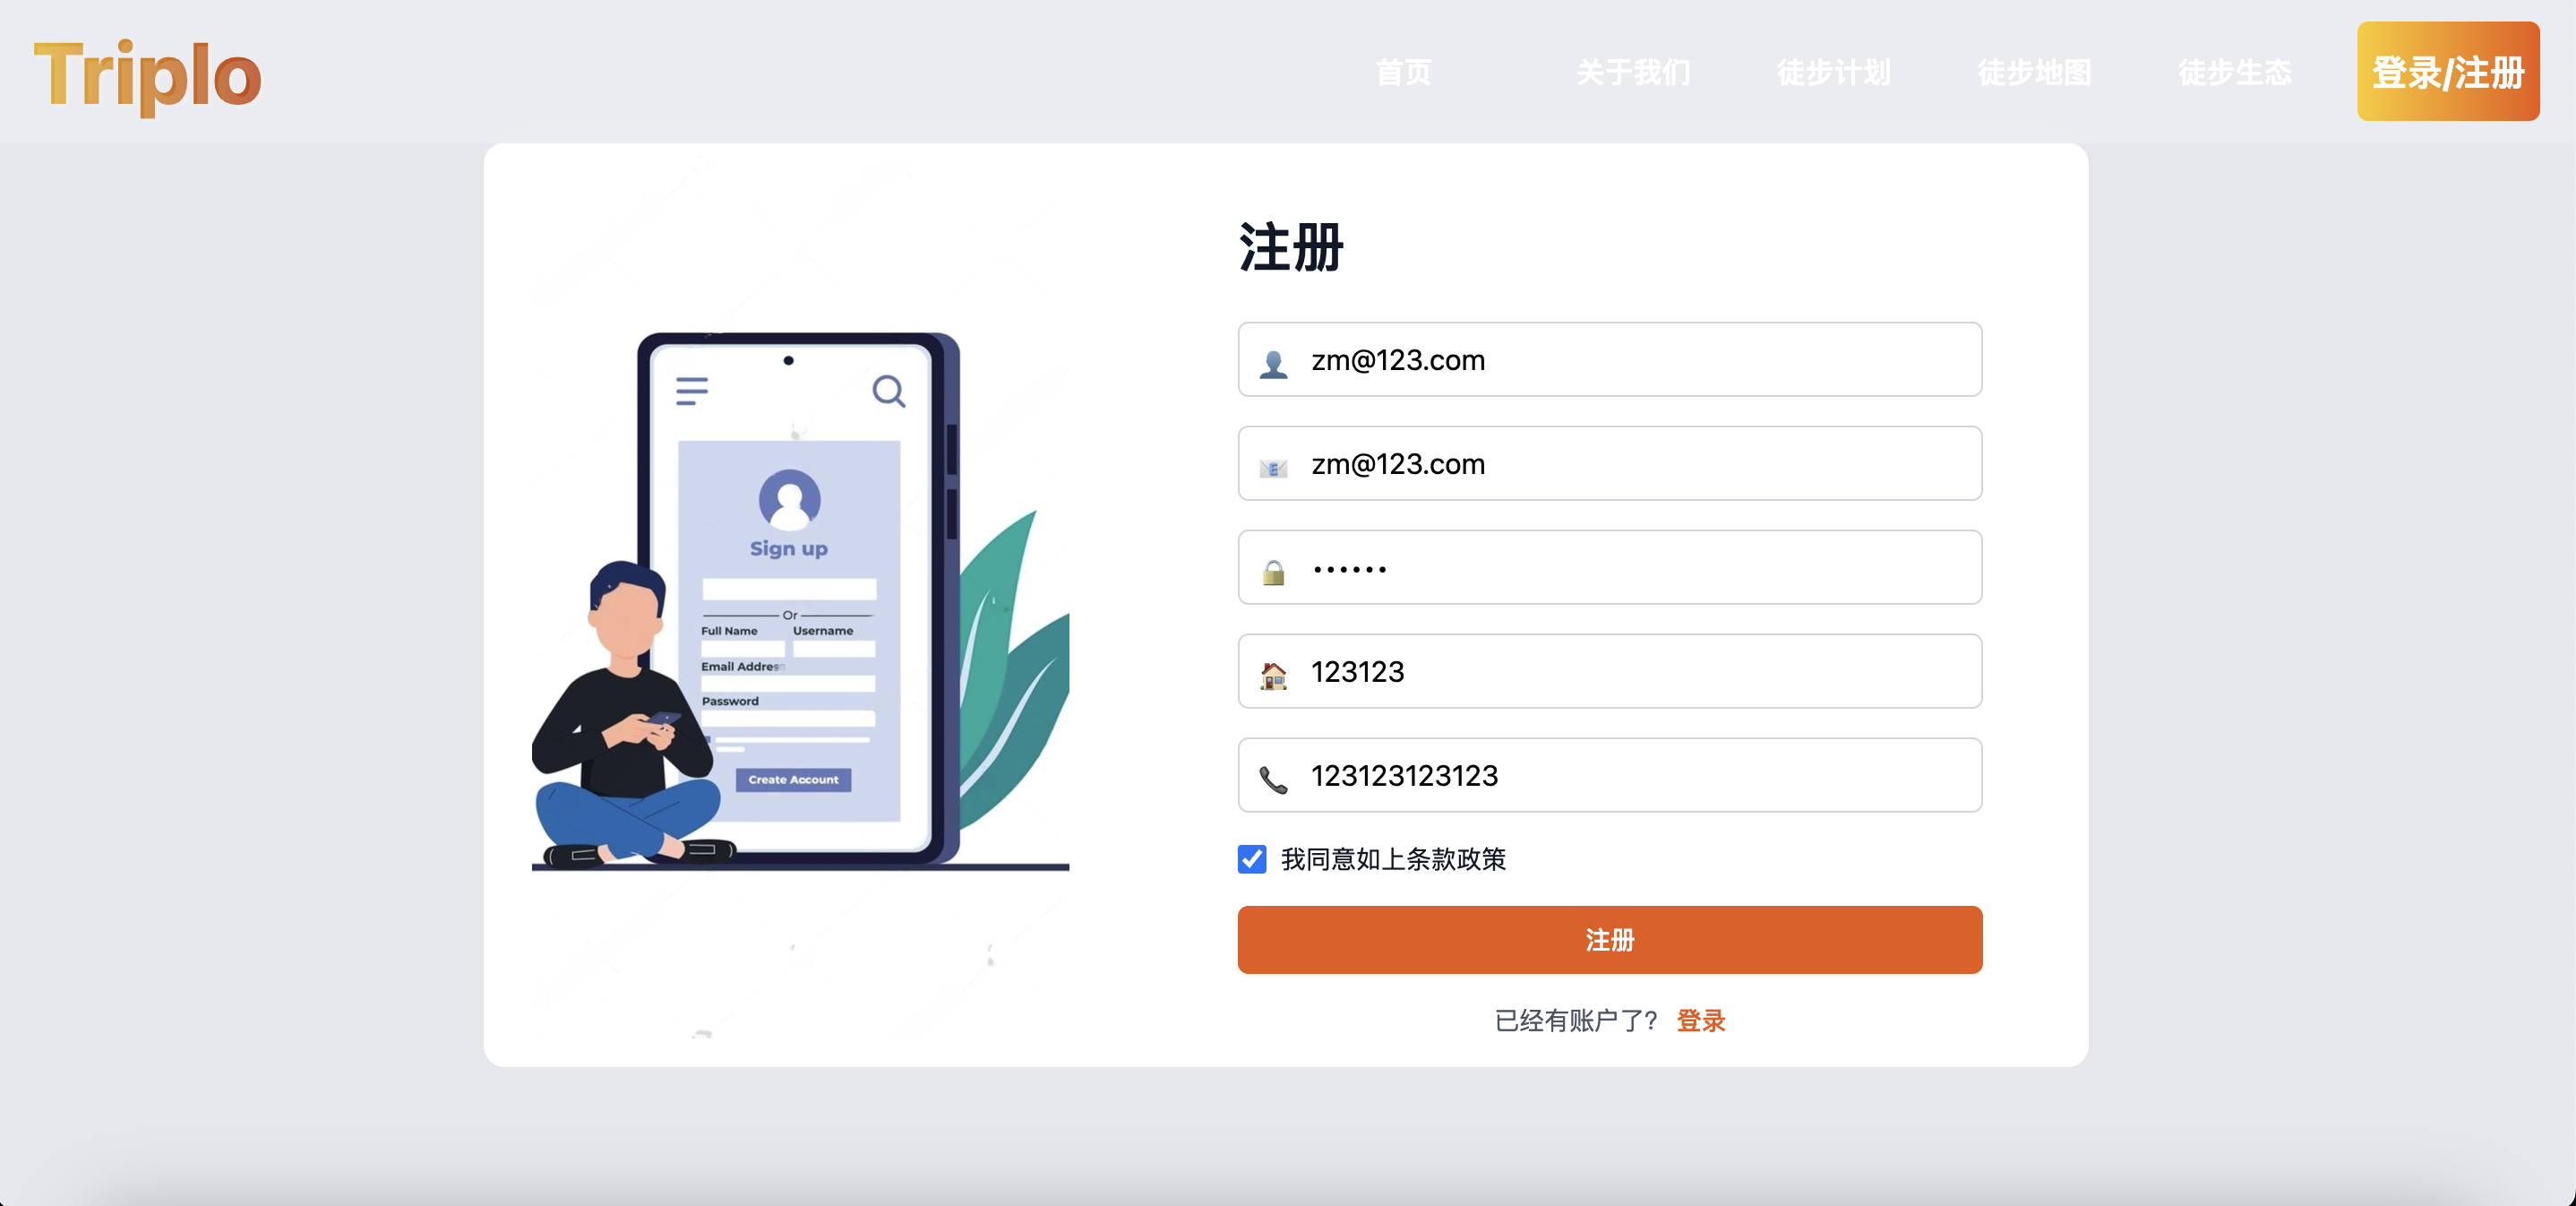 Triplo
首页 关于我们 徒步计划 徒步地图 徒步生态 登录/注册
注册
zm@123.com
zm@123.com
••••••
123123
123123123123
我同意如上条款政策
注册
已经有账户了? 登录
Sign up
Or
Full Name Username
Email Addres
Password
Create Account